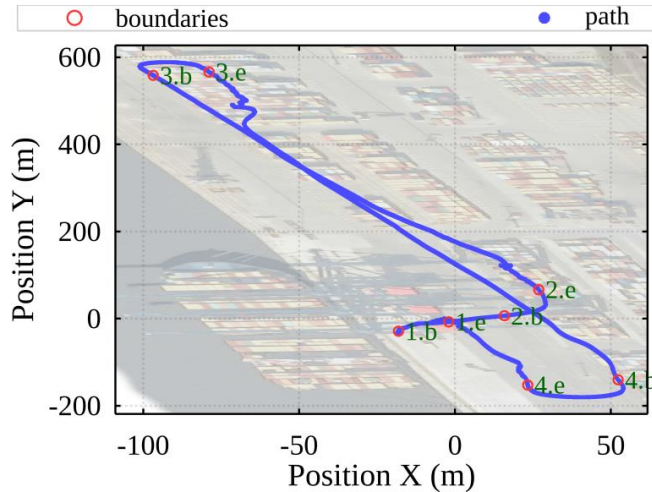 boundaries path
600
400
200
0
-200
-100 -50 0 50
Position X (m)
Position Y (m)
3.b 3.e
2.e
2.b
1.b 1.e
4.e 4.b